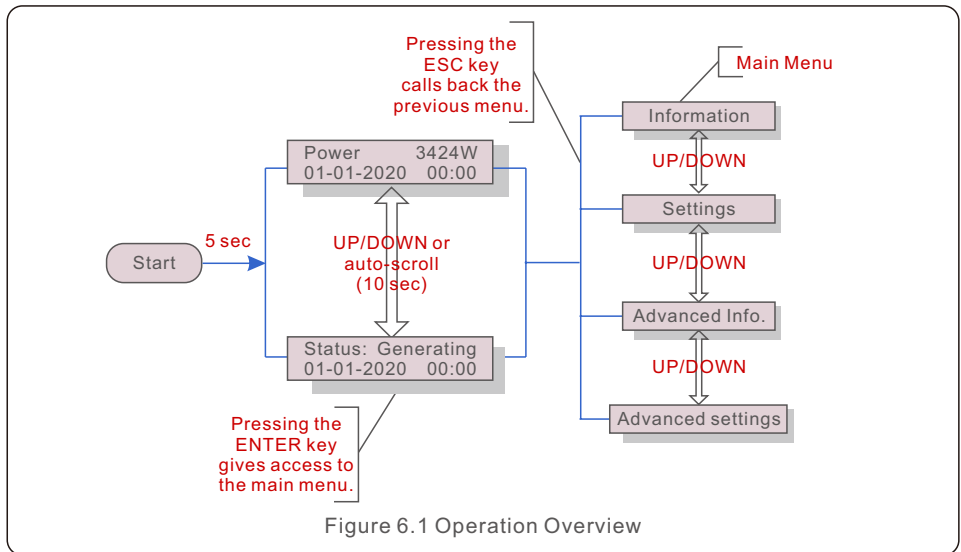 Pressing the
ESC key
calls back the
previous menu.
Main Menu
Information
UP/DOWN
Settings
UP/DOWN
Advanced Info.
UP/DOWN
Advanced settings
Power 3424W
01-01-2020 00:00
5 sec
Start
UP/DOWN or
auto-scroll
(10 sec)
Status: Generating
01-01-2020 00:00
Pressing the
ENTER key
gives access to
the main menu.
Figure 6.1 Operation Overview